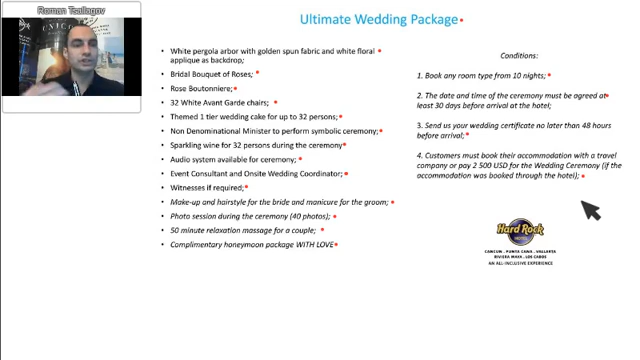 Roman Tsallagov
UNICO
Ultimate Wedding Package
• White pergola arbor with golden spun fabric and white floral
applique as backdrop;
• Bridal Bouquet of Roses;
• Rose Boutonniere;
• 32 White Avant Garde chairs;
• Themed 1 tier wedding cake for up to 32 persons;
• Non Denominational Minister to perform symbolic ceremony;
• Sparkling wine for 32 persons during the ceremony
• Audio system available for ceremony;
• Event Consultant and Onsite Wedding Coordinator;
• Witnesses if required;
• Make-up and hairstyle for the bride and manicure for the groom;
• Photo session during the ceremony (40 photos);
• 50 minute relaxation massage for a couple;
• Complimentary honeymoon package WITH LOVE
Conditions:
1. Book any room type from 10 nights;
2. The date and time of the ceremony must be agreed at
least 30 days before arrival at the hotel;
3. Send us your wedding certificate no later than 48 hours
before arrival;
4. Customers must book their accommodation with a travel
company or pay 2 500 USD for the Wedding Ceremony (if the
accommodation was booked through the hotel);
Hard Rock
HOTEL
CANCUN . PUNTA CANA . VALLARTA
RIVIERA MAYA . LOS CABOS
AN ALL-INCLUSIVE EXPERIENCE